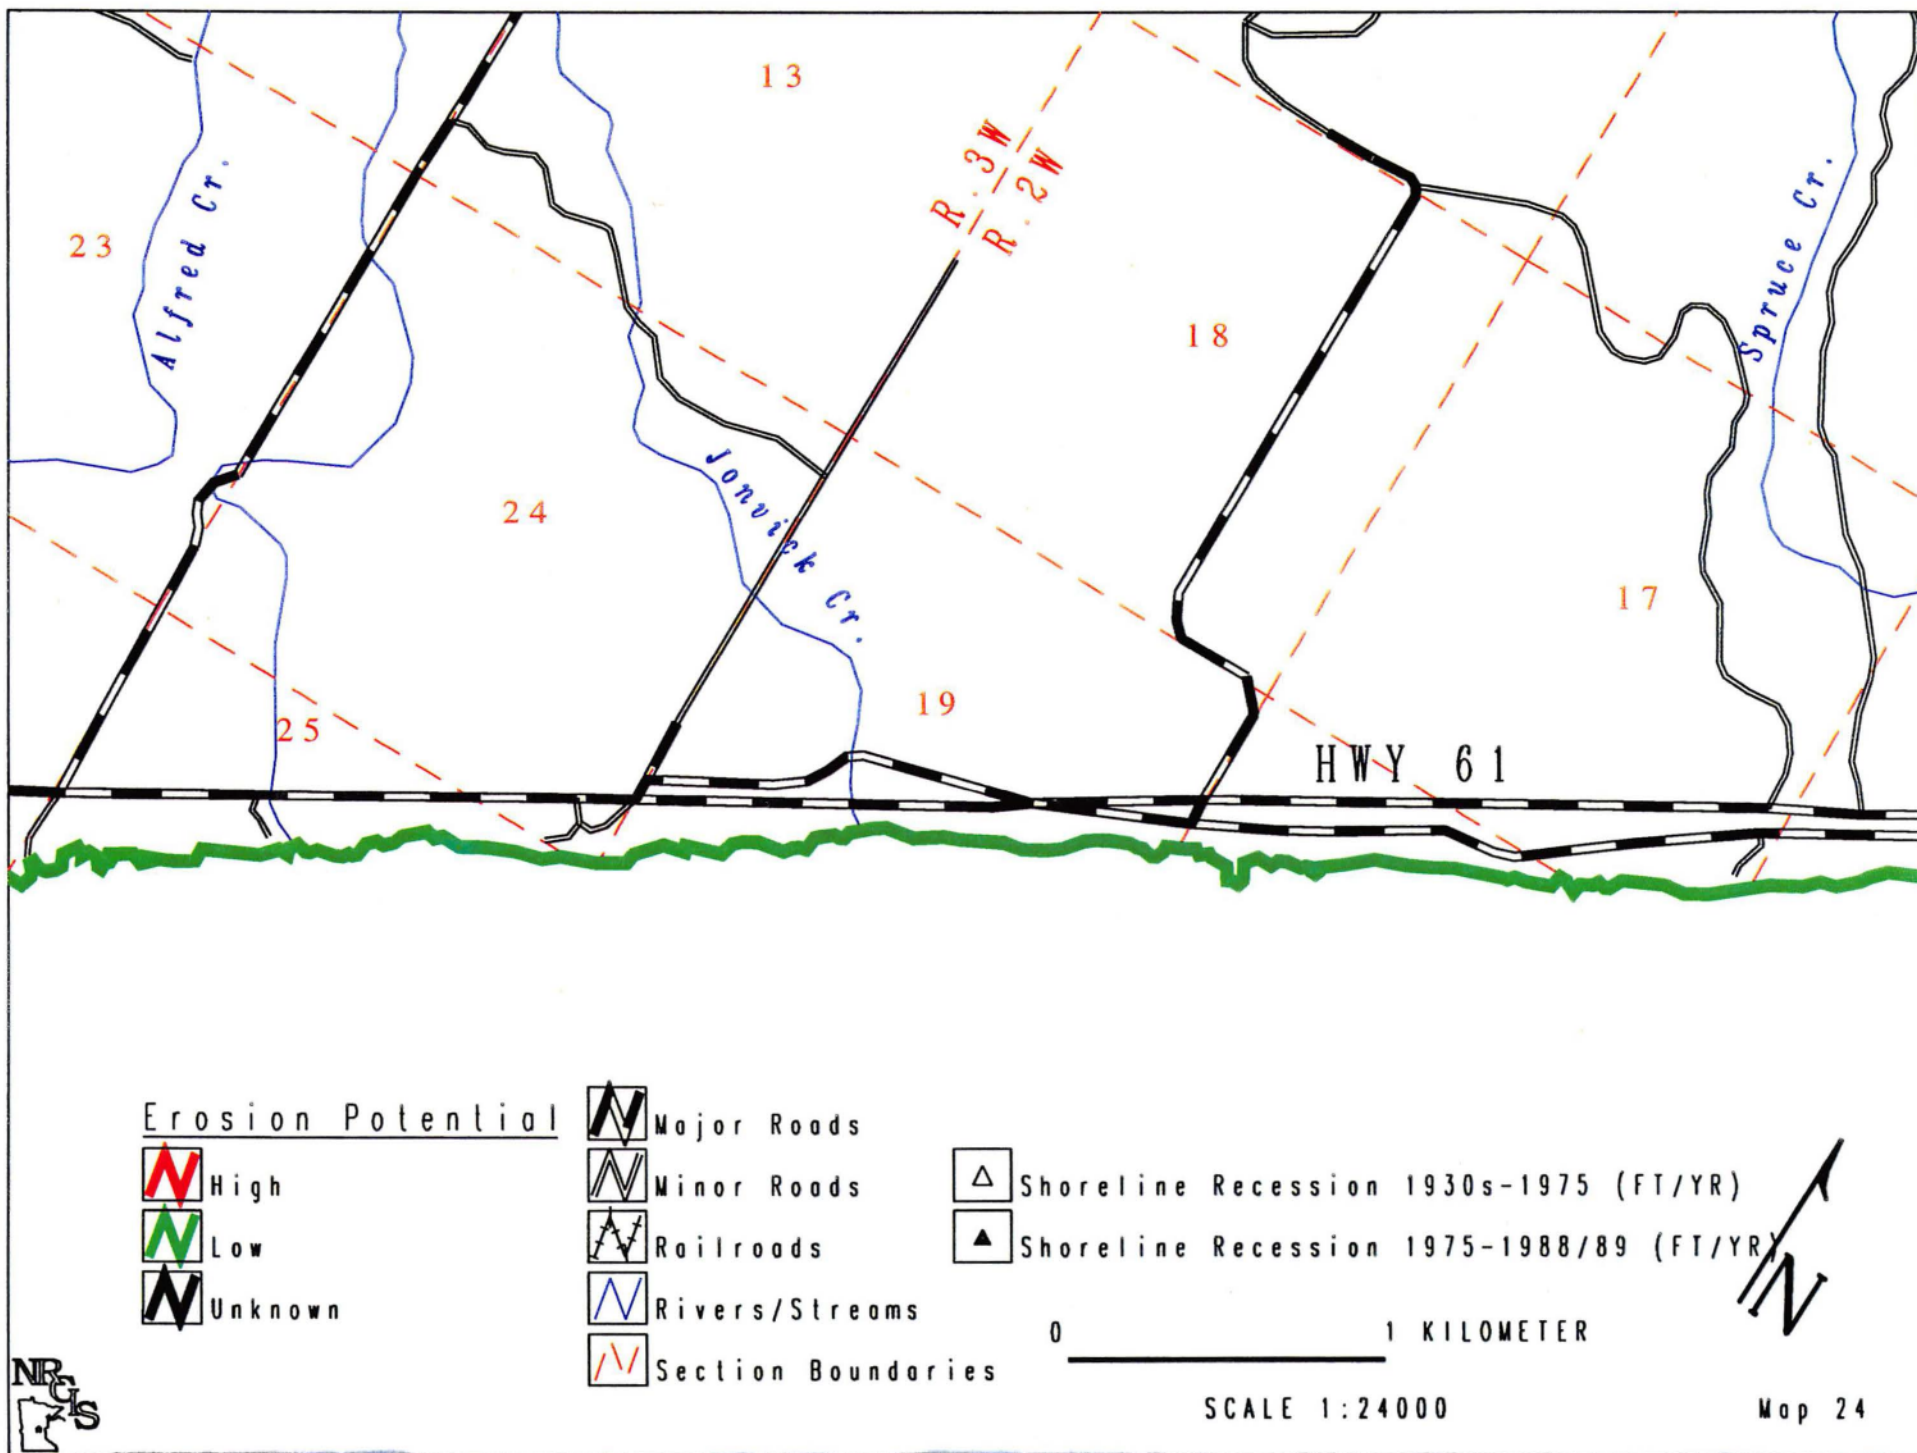 13
R. 3W
R. 2W
23
Alfred Cr.
Spruce Cr.
18
24
Jonvick Cr.
17
25
19
HWY 61
Erosion Potential
High
Low
Unknown
Major Roads
Minor Roads
Railroads
Rivers/Streams
Section Boundaries
Shoreline Recession 1930s-1975 (FT/YR)
Shoreline Recession 1975-1988/89 (FT/YR)
N
0 1 KILOMETER
SCALE 1:24000
NRGIS
Map 24